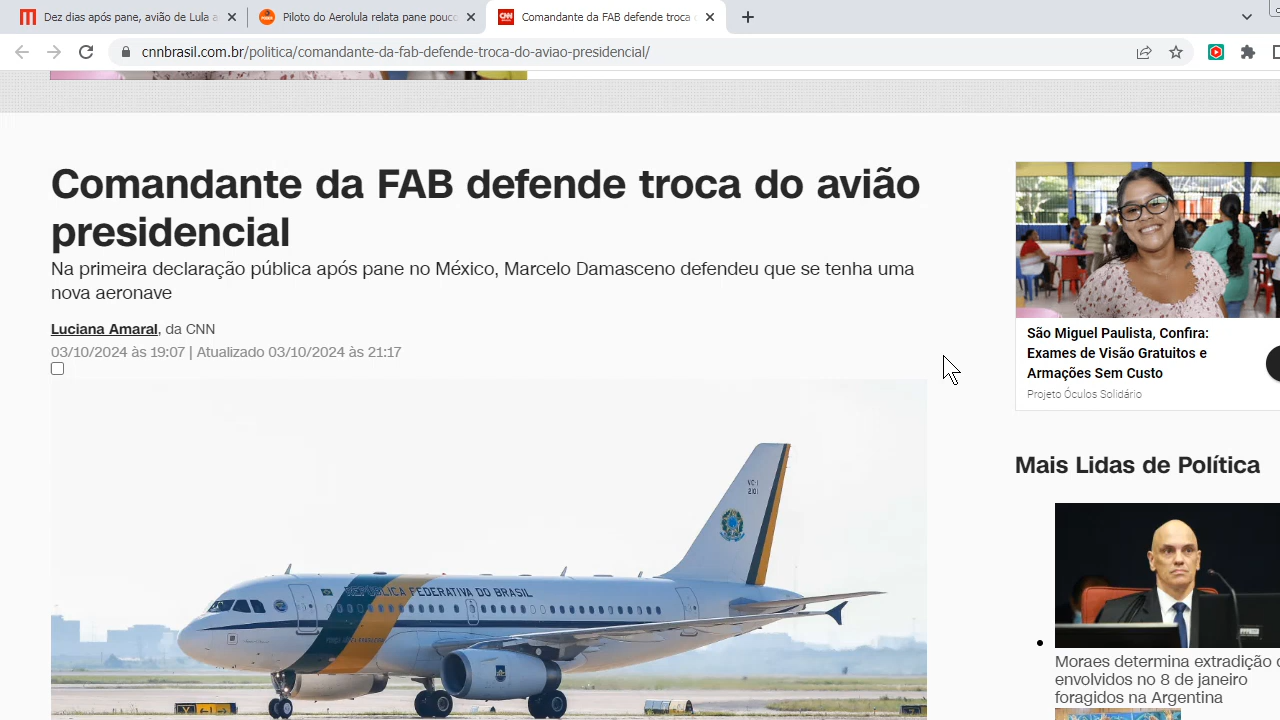 Dez dias após pane, avião de Lula a
Piloto do Aerolula relata pane pouco
CNN
Comandante da FAB defende troca
cnnbrasil.com.br/politica/comandante-da-fab-defende-troca-do-aviao-presidencial/
Comandante da FAB defende troca do avião
presidencial
Na primeira declaração pública após pane no México, Marcelo Damasceno defendeu que se tenha uma
nova aeronave
Luciana Amaral, da CNN
03/10/2024 às 19:07 | Atualizado 03/10/2024 às 21:17
VC-1
2101
REPÚBLICA FEDERATIVA DO BRASIL
São Miguel Paulista, Confira:
Exames de Visão Gratuitos e
Armações Sem Custo
Projeto Óculos Solidário
Mais Lidas de Política
Moraes determina extradição
envolvidos no 8 de janeiro
foragidos na Argentina